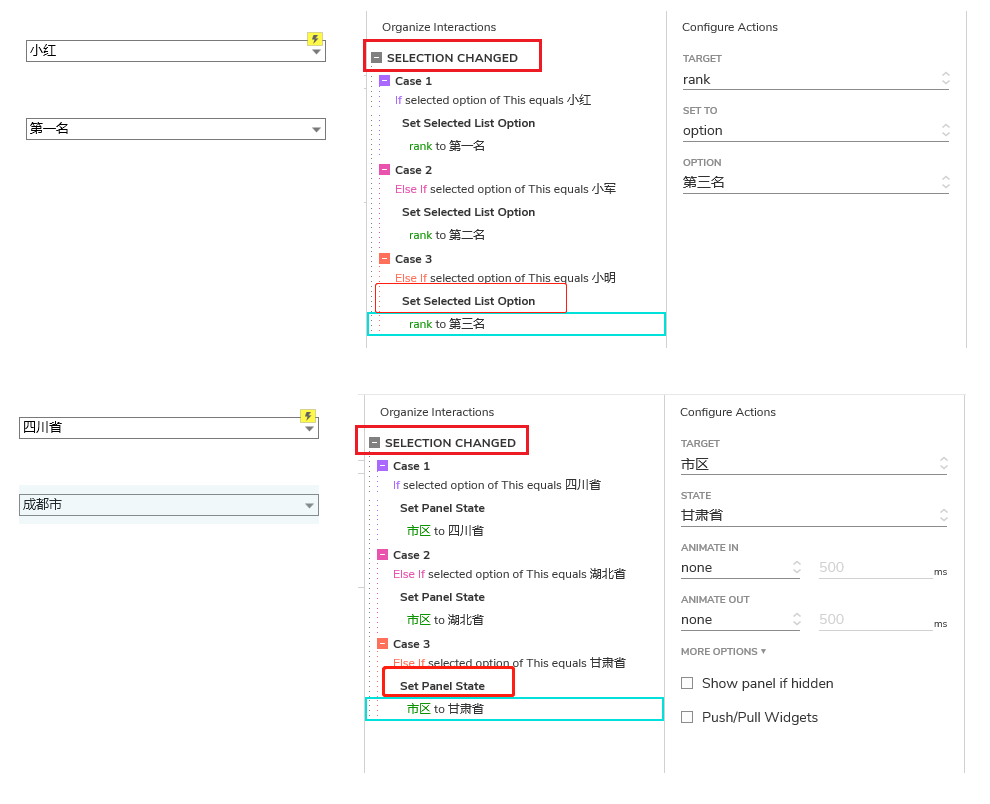 小红
第一名
Organize Interactions
SELECTION CHANGED
Case 1
If selected option of This equals 小红
Set Selected List Option
rank to 第一名
Case 2
Else If selected option of This equals 小军
Set Selected List Option
rank to 第二名
Case 3
Else If selected option of This equals 小明
Set Selected List Option
rank to 第三名
Configure Actions
TARGET
rank
SET TO
option
OPTION
第三名
四川省
成都市
Organize Interactions
SELECTION CHANGED
Case 1
If selected option of This equals 四川省
Set Panel State
市区 to 四川省
Case 2
Else If selected option of This equals 湖北省
Set Panel State
市区 to 湖北省
Case 3
Else If selected option of This equals 甘肃省
Set Panel State
市区 to 甘肃省
Configure Actions
TARGET
市区
STATE
甘肃省
ANIMATE IN
none 500 ms
ANIMATE OUT
none 500 ms
MORE OPTIONS ▾
Show panel if hidden
Push/Pull Widgets